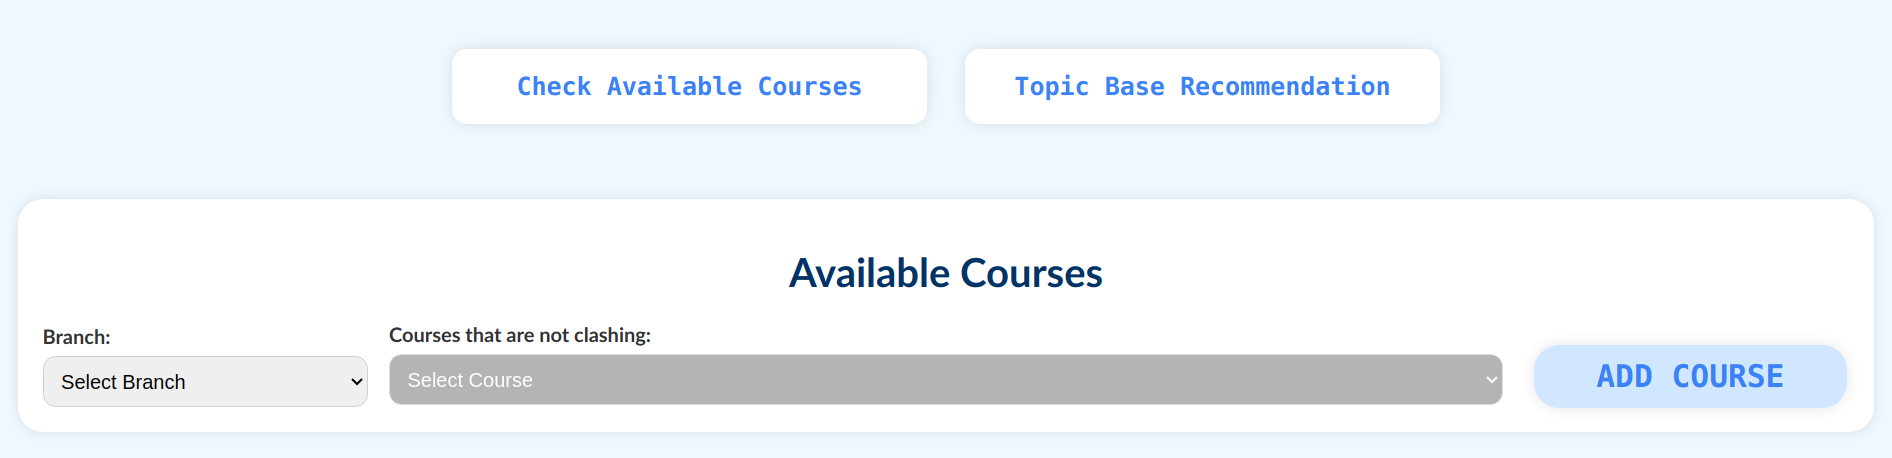 Check Available Courses
Topic Base Recommendation
Available Courses
Branch:
Courses that are not clashing:
Select Branch
Select Course
ADD COURSE